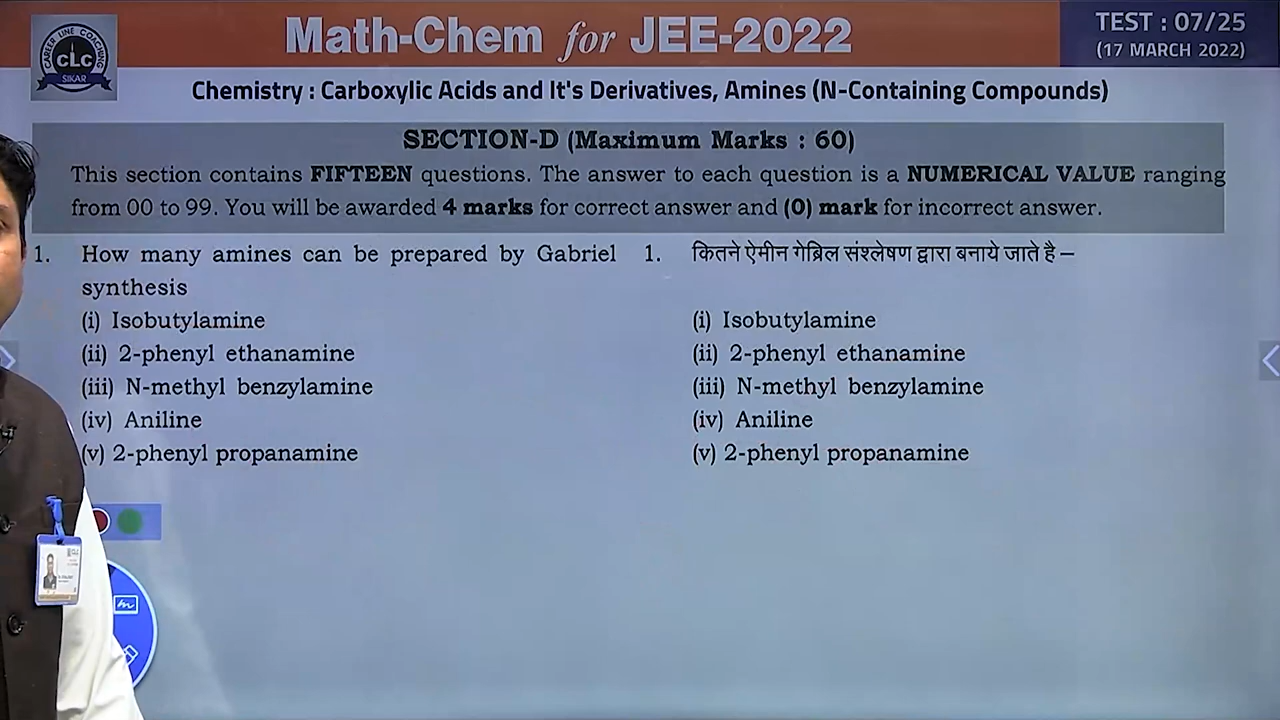 Math-Chem for JEE-2022
TEST : 07/25
(17 MARCH 2022)
CAREER LINE COACHING
CLC
SIKAR
Chemistry : Carboxylic Acids and It's Derivatives, Amines (N-Containing Compounds)
SECTION-D (Maximum Marks : 60)
This section contains FIFTEEN questions. The answer to each question is a NUMERICAL VALUE ranging
from 00 to 99. You will be awarded 4 marks for correct answer and (0) mark for incorrect answer.
1. How many amines can be prepared by Gabriel
synthesis
(i) Isobutylamine
(ii) 2-phenyl ethanamine
(iii) N-methyl benzylamine
(iv) Aniline
(v) 2-phenyl propanamine
1. कितने ऐमीन गेब्रिल संश्लेषण द्वारा बनाये जाते है –
(i) Isobutylamine
(ii) 2-phenyl ethanamine
(iii) N-methyl benzylamine
(iv) Aniline
(v) 2-phenyl propanamine